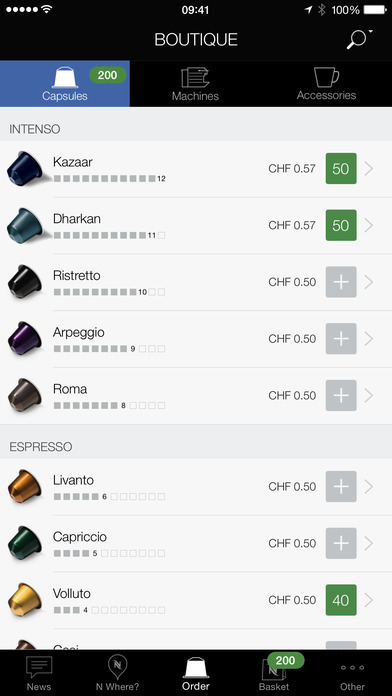 09:41
100%
BOUTIQUE
200
Capsules
Machines
Accessories
INTENSO
Kazaar
12
CHF 0.57
50
Dharkan
11
CHF 0.57
50
Ristretto
10
CHF 0.50
+
Arpeggio
9
CHF 0.50
+
Roma
8
CHF 0.50
+
ESPRESSO
Livanto
6
CHF 0.50
+
Capriccio
5
CHF 0.50
+
Volluto
4
CHF 0.50
40
200
News
N Where?
Order
Basket
Other